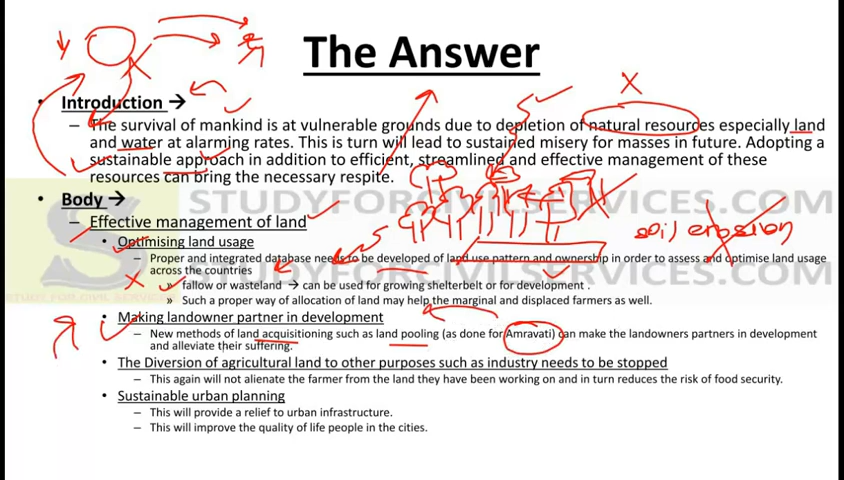 The Answer
• Introduction →
– The survival of mankind is at vulnerable grounds due to depletion of natural resources especially land
and water at alarming rates. This is turn will lead to sustained misery for masses in future. Adopting a
sustainable approach in addition to efficient, streamlined and effective management of these
resources can bring the necessary respite.
• Body →
STUDYFORCIVILSERVICES.COM
– Effective management of land
soil erosion
• Optimising land usage
– Proper and integrated database needs to be developed of land use pattern and ownership in order to assess and optimise land usage
across the countries
STUDYFORCIVILSERVICES.COM
» fallow or wasteland → can be used for growing shelterbelt or for development .
» Such a proper way of allocation of land may help the marginal and displaced farmers as well.
• Making landowner partner in development
– New methods of land acquisitioning such as land pooling (as done for Amravati) can make the landowners partners in development
and alleviate their suffering.
• The Diversion of agricultural land to other purposes such as industry needs to be stopped
– This again will not alienate the farmer from the land they have been working on and in turn reduces the risk of food security.
• Sustainable urban planning
– This will provide a relief to urban infrastructure.
– This will improve the quality of life people in the cities.